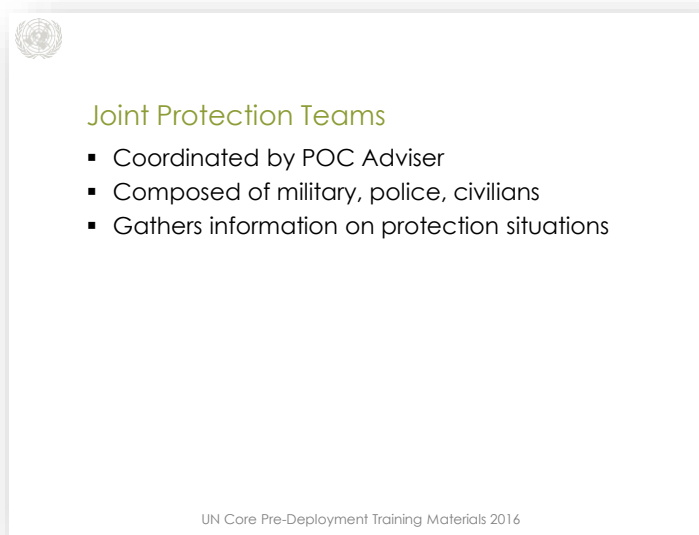 Joint Protection Teams
▪ Coordinated by POC Adviser
▪ Composed of military, police, civilians
▪ Gathers information on protection situations
UN Core Pre-Deployment Training Materials 2016